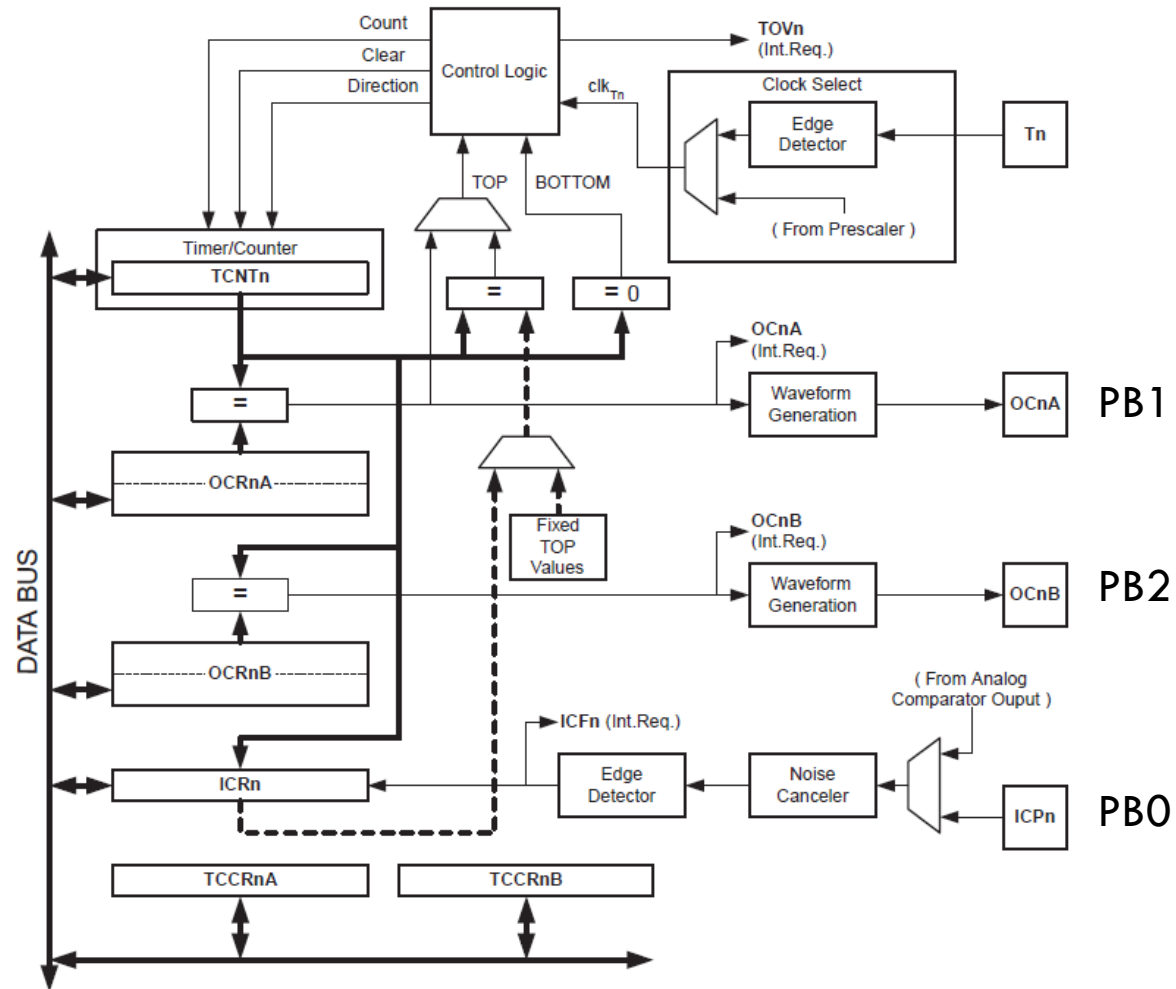 Count
Clear
Direction
Control Logic
TOVn
(Int.Req.)
clkTn
Clock Select
Edge
Detector
Tn
( From Prescaler )
TOP
BOTTOM
Timer/Counter
TCNTn
=
= 0
=
OCRnA
OCnA
(Int.Req.)
Waveform
Generation
OCnA
PB1
Fixed
TOP
Values
DATA BUS
=
OCRnB
OCnB
(Int.Req.)
Waveform
Generation
OCnB
PB2
( From Analog
Comparator Ouput )
ICFn (Int.Req.)
ICRn
Edge
Detector
Noise
Canceler
ICPn
PB0
TCCRnA
TCCRnB